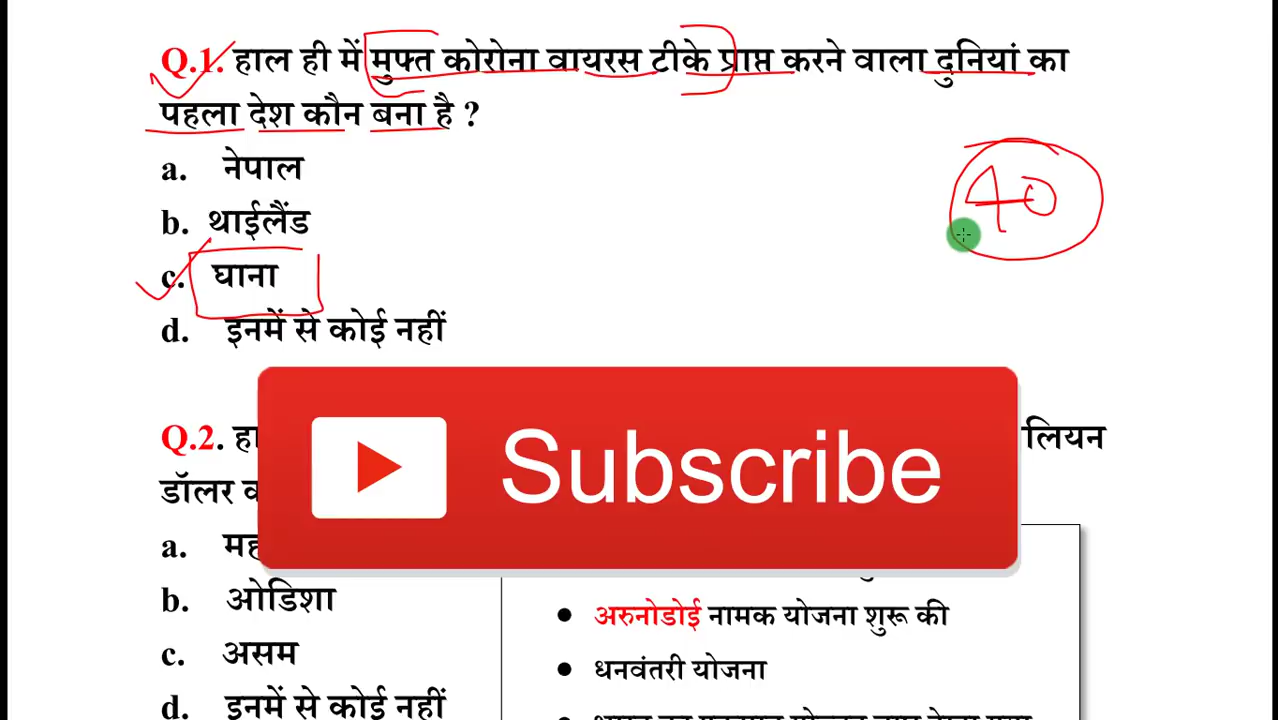 Q.1. हाल ही में मुफ्त कोरोना वायरस टीके प्राप्त करने वाला दुनियां का
पहला देश कौन बना है ?
a. नेपाल
b. थाईलैंड
c. घाना
d. इनमें से कोई नहीं
40
Q.2. लियन
डॉलर
Subscribe
a.
b. ओडिशा
c. असम
d. इनमें से कोई नहीं
• अरुनोडोई नामक योजना शुरू की
• धनवंतरी योजना